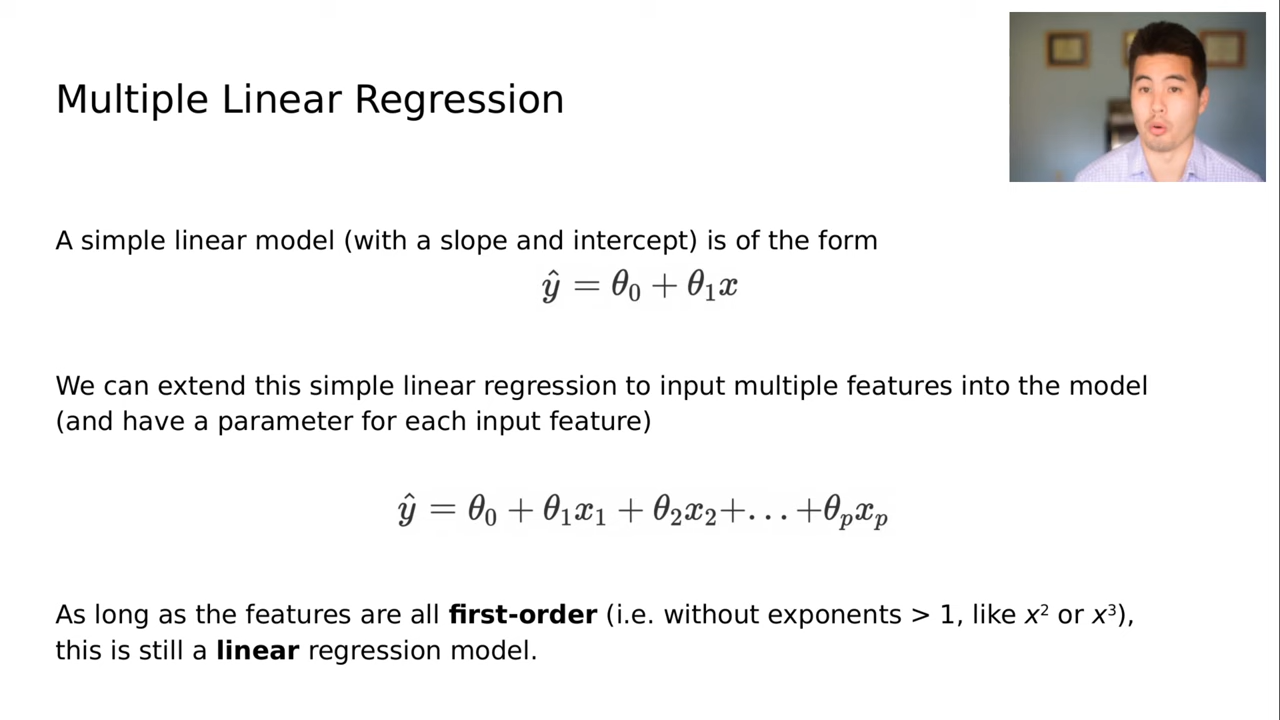 Multiple Linear Regression
A simple linear model (with a slope and intercept) is of the form
ŷ = θ₀ + θ₁x
We can extend this simple linear regression to input multiple features into the model
(and have a parameter for each input feature)
ŷ = θ₀ + θ₁x₁ + θ₂x₂+. . . +θₚxₚ
As long as the features are all first-order (i.e. without exponents > 1, like x² or x³),
this is still a linear regression model.